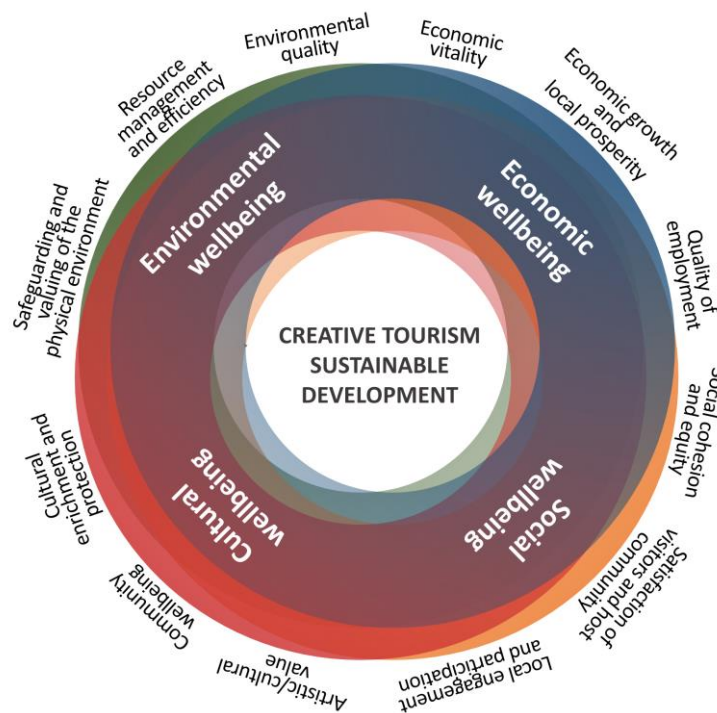 Environmental
quality
Economic
vitality
Economic growth
and
local prosperity
Quality of
employment
Social cohesion
and equity
Satisfaction of
visitors and host
community
Local engagement
and participation
Artistic/cultural
value
Community
wellbeing
Cultural
enrichment and
protection
Safeguarding and
valuing of the
physical environment
Resource
management
and efficiency
Environmental
wellbeing
Economic
wellbeing
Social
wellbeing
Cultural
wellbeing
CREATIVE TOURISM
SUSTAINABLE
DEVELOPMENT